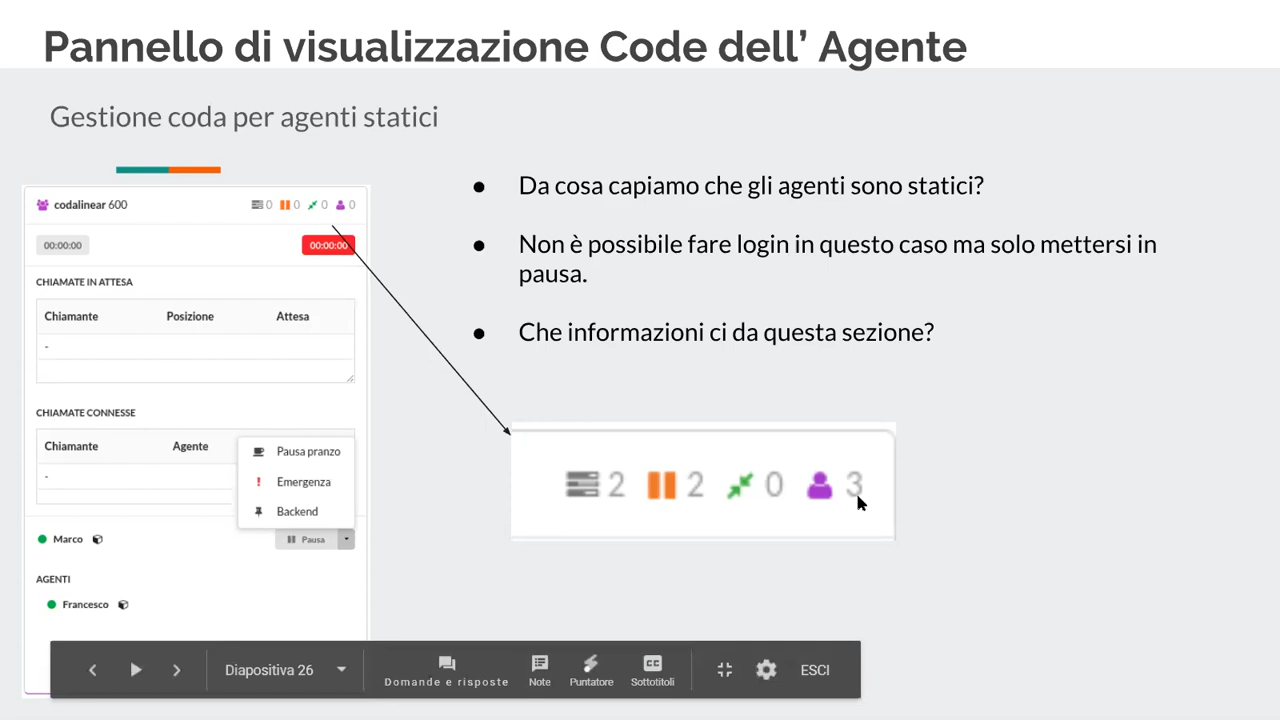 Pannello di visualizzazione Code dell’ Agente
Gestione coda per agenti statici
codalinear 600 0 0 0 0
00:00:00 00:00:00
CHIAMATE IN ATTESA
Chiamante Posizione Attesa
-
CHIAMATE CONNESSE
Chiamante Agente
-
Pausa pranzo
Emergenza
Backend
Marco Pausa
AGENTI
Francesco
● Da cosa capiamo che gli agenti sono statici?
● Non è possibile fare login in questo caso ma solo mettersi in
pausa.
● Che informazioni ci da questa sezione?
2 2 0 3
Diapositiva 26 Domande e risposte Note Puntatore Sottotitoli ESCI